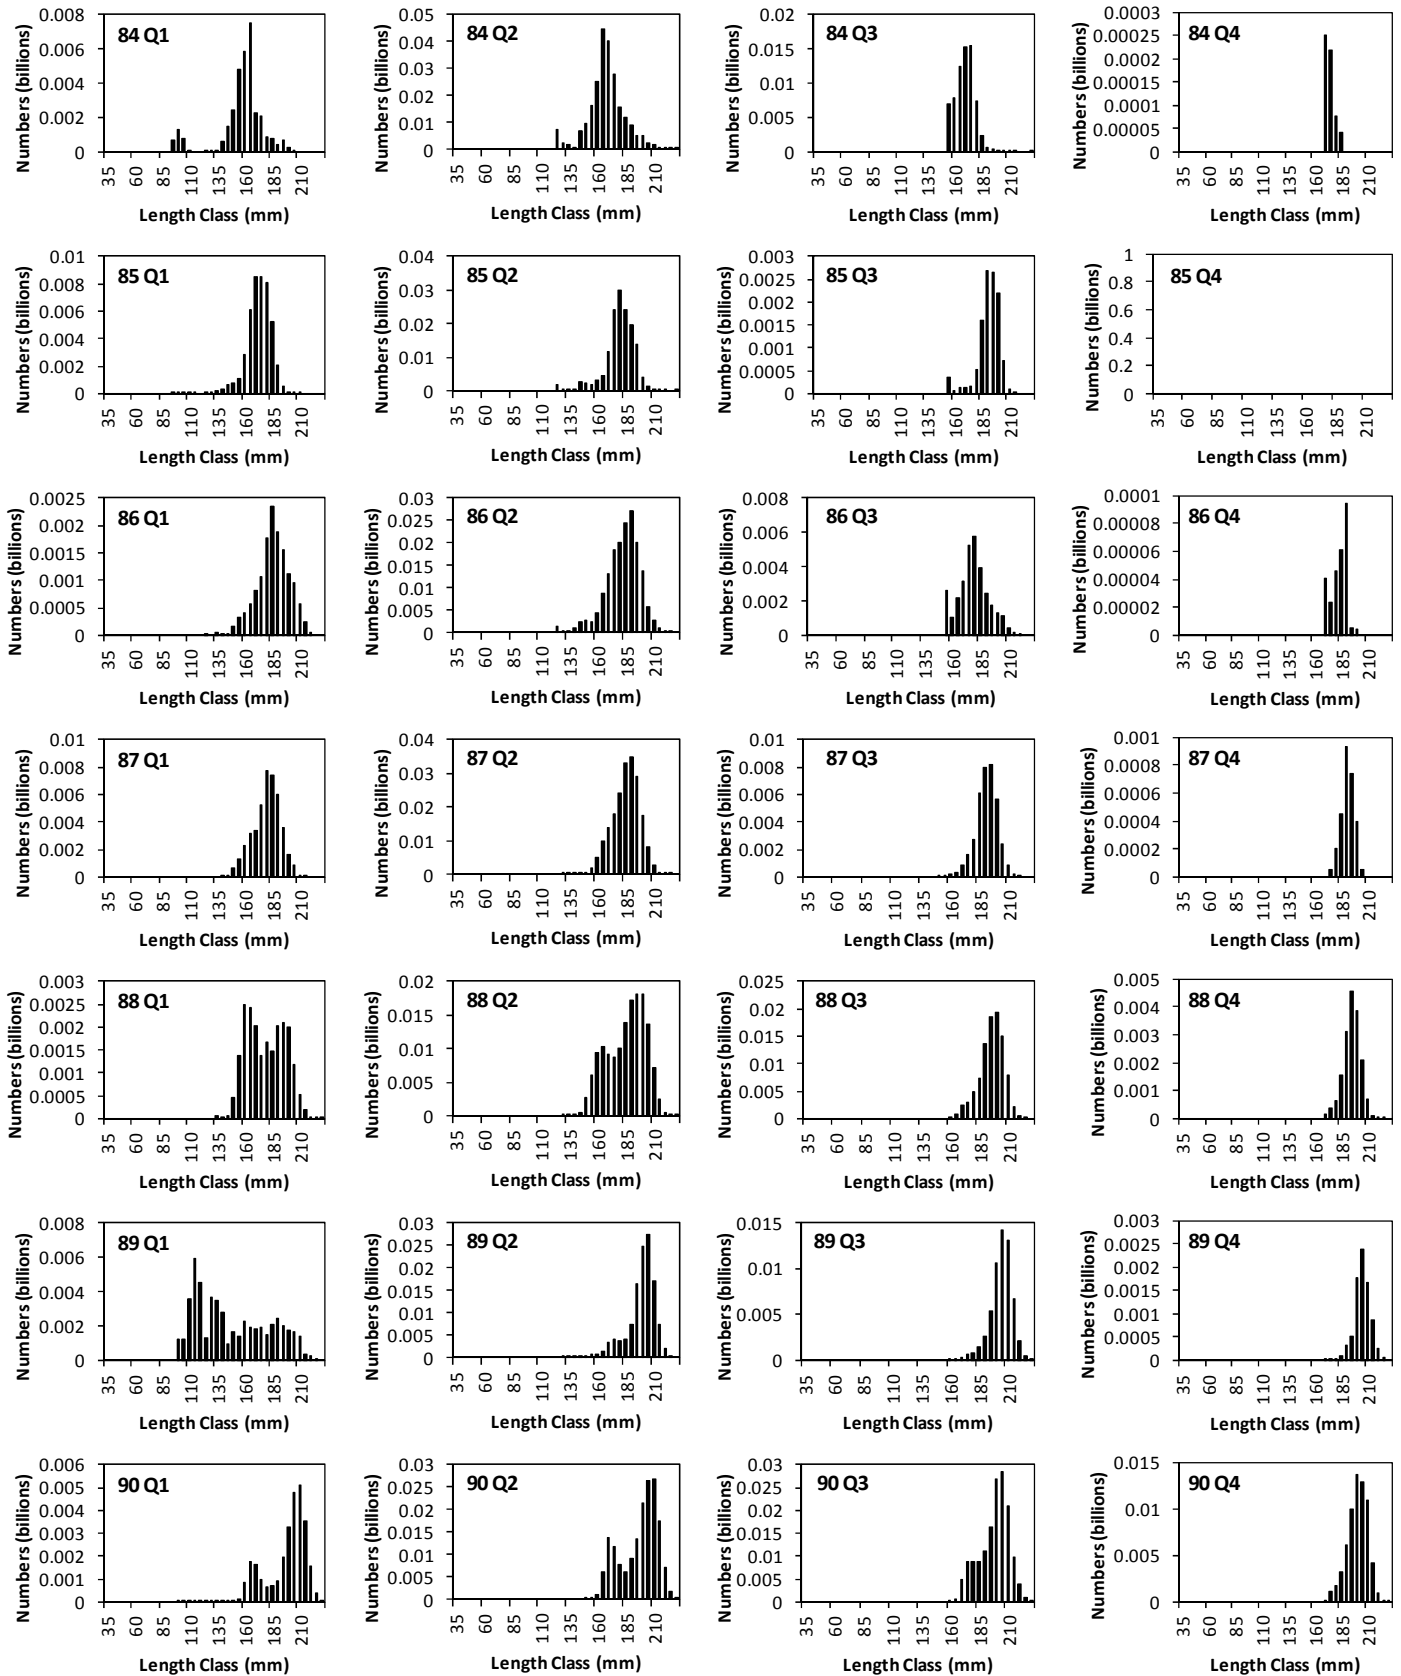 84 Q1
Numbers (billions)
0.008
0.006
0.004
0.002
0
35 60 85 110 135 160 185 210
Length Class (mm)
84 Q2
Numbers (billions)
0.05
0.04
0.03
0.02
0.01
0
35 60 85 110 135 160 185 210
Length Class (mm)
84 Q3
Numbers (billions)
0.02
0.015
0.01
0.005
0
35 60 85 110 135 160 185 210
Length Class (mm)
84 Q4
Numbers (billions)
0.0003
0.00025
0.0002
0.00015
0.0001
0.00005
0
35 60 85 110 135 160 185 210
Length Class (mm)
85 Q1
Numbers (billions)
0.01
0.008
0.006
0.004
0.002
0
35 60 85 110 135 160 185 210
Length Class (mm)
85 Q2
Numbers (billions)
0.04
0.03
0.02
0.01
0
35 60 85 110 135 160 185 210
Length Class (mm)
85 Q3
Numbers (billions)
0.003
0.0025
0.002
0.0015
0.001
0.0005
0
35 60 85 110 135 160 185 210
Length Class (mm)
85 Q4
Numbers (billions)
1
0.8
0.6
0.4
0.2
0
35 60 85 110 135 160 185 210
Length Class (mm)
86 Q1
Numbers (billions)
0.0025
0.002
0.0015
0.001
0.0005
0
35 60 85 110 135 160 185 210
Length Class (mm)
86 Q2
Numbers (billions)
0.03
0.025
0.02
0.015
0.01
0.005
0
35 60 85 110 135 160 185 210
Length Class (mm)
86 Q3
Numbers (billions)
0.008
0.006
0.004
0.002
0
35 60 85 110 135 160 185 210
Length Class (mm)
86 Q4
Numbers (billions)
0.0001
0.00008
0.00006
0.00004
0.00002
0
35 60 85 110 135 160 185 210
Length Class (mm)
87 Q1
Numbers (billions)
0.01
0.008
0.006
0.004
0.002
0
35 60 85 110 135 160 185 210
Length Class (mm)
87 Q2
Numbers (billions)
0.04
0.03
0.02
0.01
0
35 60 85 110 135 160 185 210
Length Class (mm)
87 Q3
Numbers (billions)
0.01
0.008
0.006
0.004
0.002
0
35 60 85 110 135 160 185 210
Length Class (mm)
87 Q4
Numbers (billions)
0.001
0.0008
0.0006
0.0004
0.0002
0
35 60 85 110 135 160 185 210
Length Class (mm)
88 Q1
Numbers (billions)
0.003
0.0025
0.002
0.0015
0.001
0.0005
0
35 60 85 110 135 160 185 210
Length Class (mm)
88 Q2
Numbers (billions)
0.02
0.015
0.01
0.005
0
35 60 85 110 135 160 185 210
Length Class (mm)
88 Q3
Numbers (billions)
0.025
0.02
0.015
0.01
0.005
0
35 60 85 110 135 160 185 210
Length Class (mm)
88 Q4
Numbers (billions)
0.005
0.004
0.003
0.002
0.001
0
35 60 85 110 135 160 185 210
Length Class (mm)
89 Q1
Numbers (billions)
0.008
0.006
0.004
0.002
0
35 60 85 110 135 160 185 210
Length Class (mm)
89 Q2
Numbers (billions)
0.03
0.025
0.02
0.015
0.01
0.005
0
35 60 85 110 135 160 185 210
Length Class (mm)
89 Q3
Numbers (billions)
0.015
0.01
0.005
0
35 60 85 110 135 160 185 210
Length Class (mm)
89 Q4
Numbers (billions)
0.003
0.0025
0.002
0.0015
0.001
0.0005
0
35 60 85 110 135 160 185 210
Length Class (mm)
90 Q1
Numbers (billions)
0.006
0.005
0.004
0.003
0.002
0.001
0
35 60 85 110 135 160 185 210
Length Class (mm)
90 Q2
Numbers (billions)
0.03
0.025
0.02
0.015
0.01
0.005
0
35 60 85 110 135 160 185 210
Length Class (mm)
90 Q3
Numbers (billions)
0.03
0.025
0.02
0.015
0.01
0.005
0
35 60 85 110 135 160 185 210
Length Class (mm)
90 Q4
Numbers (billions)
0.015
0.01
0.005
0
35 60 85 110 135 160 185 210
Length Class (mm)